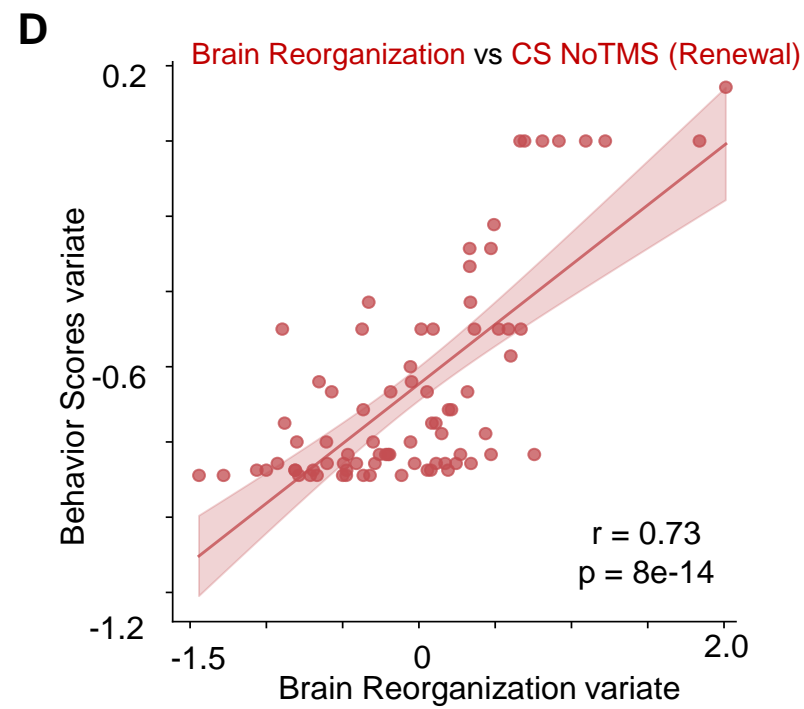 D
Brain Reorganization vs CS NoTMS (Renewal)
0.2
-0.6
-1.2
Behavior Scores variate
r = 0.73
p = 8e-14
-1.5
0
2.0
Brain Reorganization variate